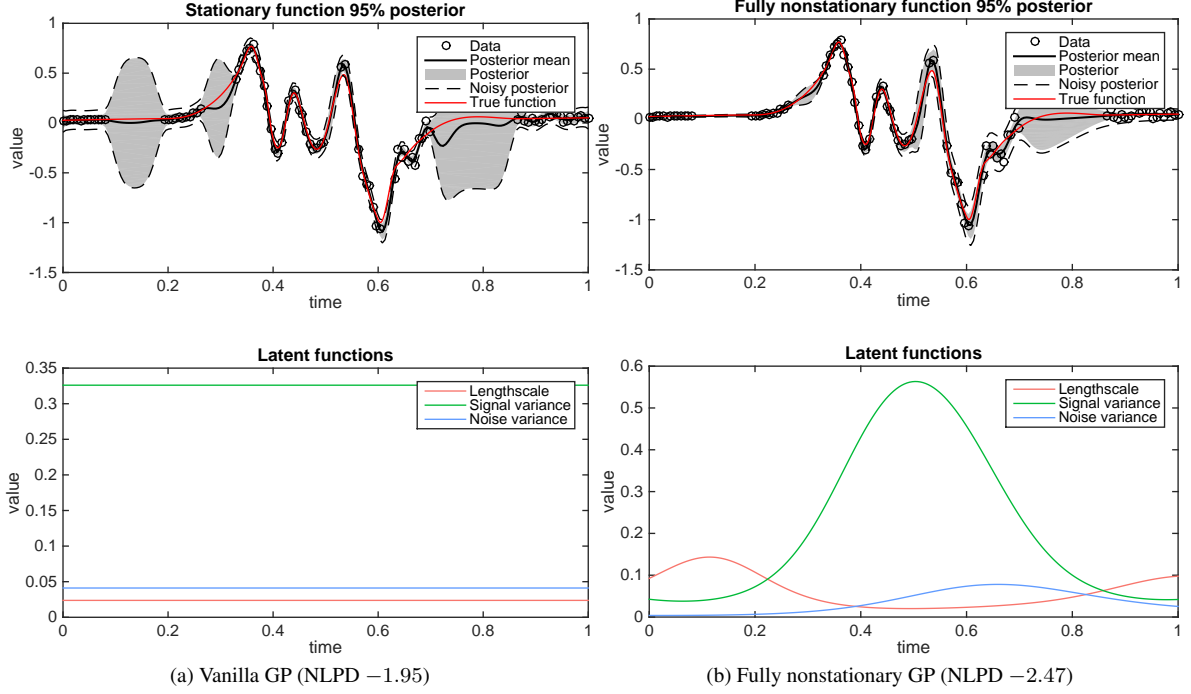 Stationary function 95% posterior
1
0.5
0
-0.5
-1
-1.5
value
0
0.2
0.4
0.6
0.8
1
time
Data
Posterior mean
Posterior
Noisy posterior
True function
Fully nonstationary function 95% posterior
1
0.5
0
-0.5
-1
-1.5
value
0
0.2
0.4
0.6
0.8
1
time
Data
Posterior mean
Posterior
Noisy posterior
True function
Latent functions
0.35
0.3
0.25
0.2
0.15
0.1
0.05
0
value
0
0.2
0.4
0.6
0.8
1
time
Lengthscale
Signal variance
Noise variance
Latent functions
0.6
0.5
0.4
0.3
0.2
0.1
0
value
0
0.2
0.4
0.6
0.8
1
time
Lengthscale
Signal variance
Noise variance
(a) Vanilla GP (NLPD −1.95)
(b) Fully nonstationary GP (NLPD −2.47)